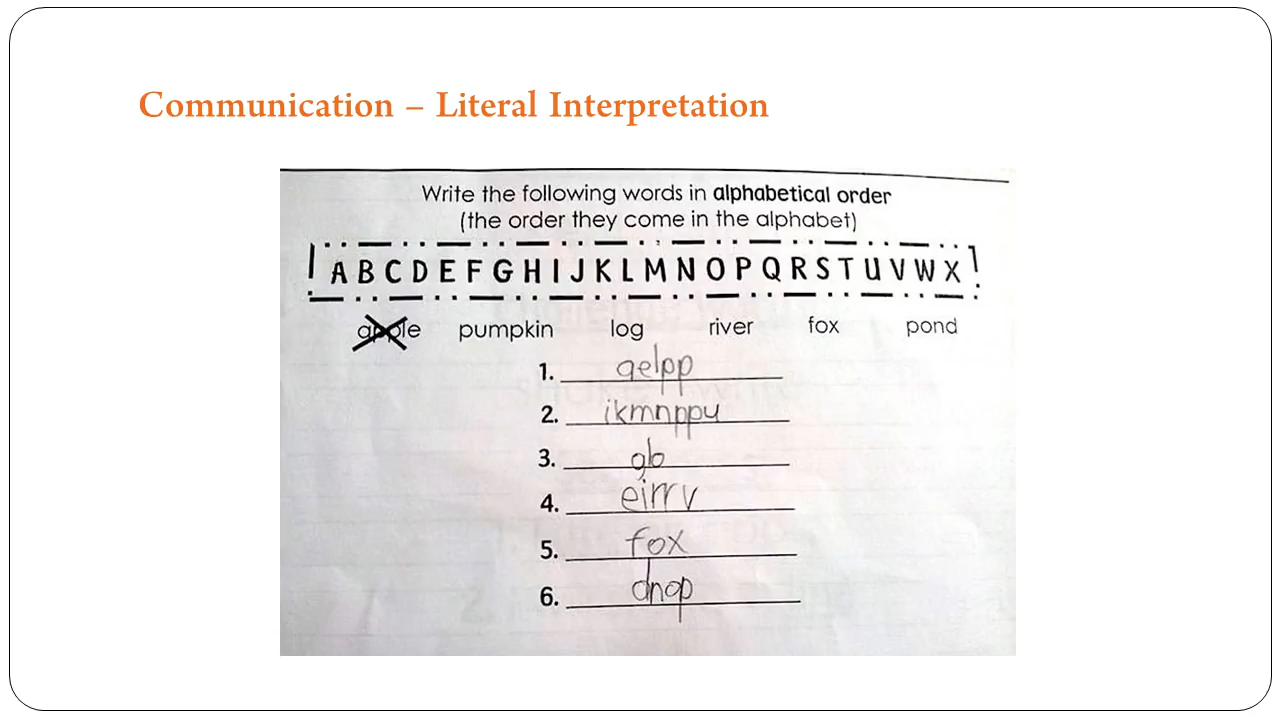 Communication – Literal Interpretation
Write the following words in alphabetical order
(the order they come in the alphabet)
A B C D E F G H I J K L M N O P Q R S T U V W X
apple pumpkin log river fox pond
1. aelpp
2. ikmnppu
3. glo
4. eirrv
5. fox
6. dnop